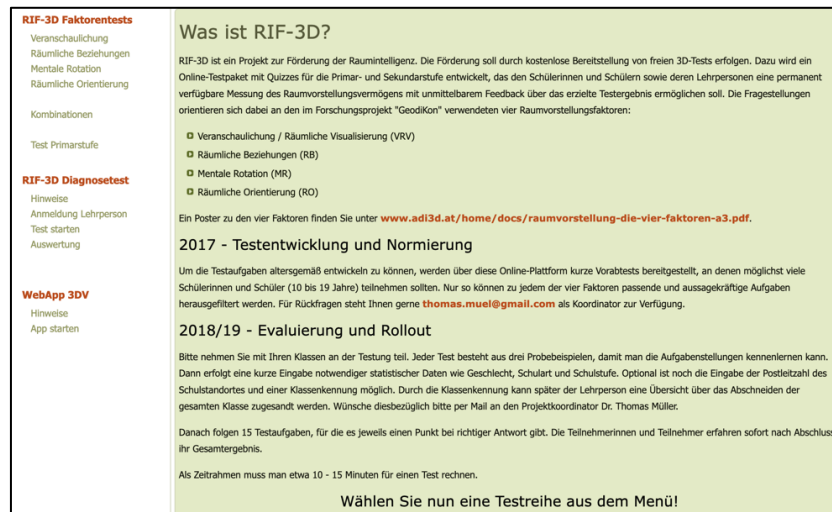 RIF-3D Faktorentests
Veranschaulichung
Räumliche Beziehungen
Mentale Rotation
Räumliche Orientierung
Kombinationen
Test Primarstufe
RIF-3D Diagnosetest
Hinweise
Anmeldung Lehrperson
Test starten
Auswertung
WebApp 3DV
Hinweise
App starten
Was ist RIF-3D?
RIF-3D ist ein Projekt zur Förderung der Raumintelligenz. Die Förderung soll durch kostenlose Bereitstellung von freien 3D-Tests erfolgen. Dazu wird ein
Online-Testpaket mit Quizzes für die Primar- und Sekundarstufe entwickelt, das den Schülerinnen und Schülern sowie deren Lehrpersonen eine permanent
verfügbare Messung des Raumvorstellungsvermögens mit unmittelbarem Feedback über das erzielte Testergebnis ermöglichen soll. Die Fragestellungen
orientieren sich dabei an den im Forschungsprojekt "GeodiKon" verwendeten vier Raumvorstellungsfaktoren:
Veranschaulichung / Räumliche Visualisierung (VRV)
Räumliche Beziehungen (RB)
Mentale Rotation (MR)
Räumliche Orientierung (RO)
Ein Poster zu den vier Faktoren finden Sie unter www.adi3d.at/home/docs/raumvorstellung-die-vier-faktoren-a3.pdf.
2017 - Testentwicklung und Normierung
Um die Testaufgaben altersgemäß entwickeln zu können, werden über diese Online-Plattform kurze Vorabtests bereitgestellt, an denen möglichst viele
Schülerinnen und Schüler (10 bis 19 Jahre) teilnehmen sollten. Nur so können zu jedem der vier Faktoren passende und aussagekräftige Aufgaben
herausgefiltert werden. Für Rückfragen steht Ihnen gerne thomas.muel@gmail.com als Koordinator zur Verfügung.
2018/19 - Evaluierung und Rollout
Bitte nehmen Sie mit Ihren Klassen an der Testung teil. Jeder Test besteht aus drei Probebeispielen, damit man die Aufgabenstellungen kennenlernen kann.
Dann erfolgt eine kurze Eingabe notwendiger statistischer Daten wie Geschlecht, Schulart und Schulstufe. Optional ist noch die Eingabe der Postleitzahl des
Schulstandortes und einer Klassenkennung möglich. Durch die Klassenkennung kann später der Lehrperson eine Übersicht über das Abschneiden der
gesamten Klasse zugesandt werden. Wünsche diesbezüglich bitte per Mail an den Projektkoordinator Dr. Thomas Müller.
Danach folgen 15 Testaufgaben, für die es jeweils einen Punkt bei richtiger Antwort gibt. Die Teilnehmerinnen und Teilnehmer erfahren sofort nach Abschluss
ihr Gesamtergebnis.
Als Zeitrahmen muss man etwa 10 - 15 Minuten für einen Test rechnen.
Wählen Sie nun eine Testreihe aus dem Menü!